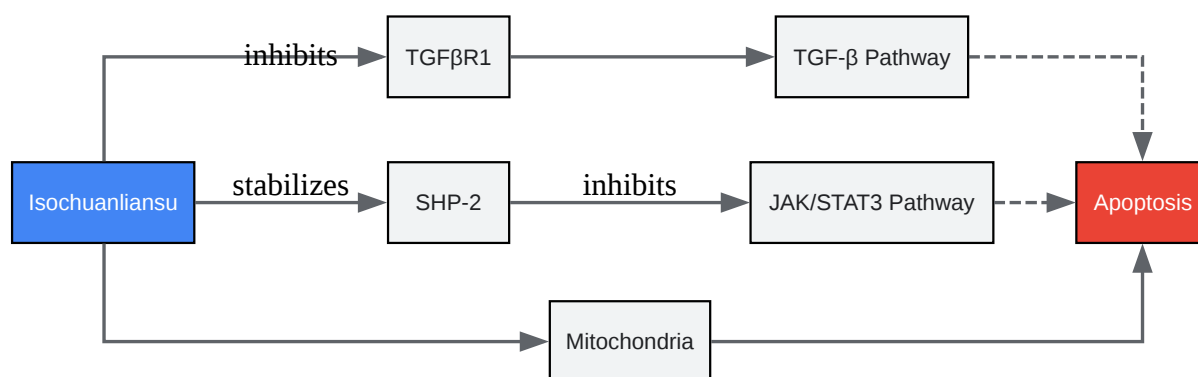 inhibits
TGFβR1
TGF-β Pathway
Isochuanliansu
stabilizes
SHP-2
inhibits
JAK/STAT3 Pathway
Apoptosis
Mitochondria